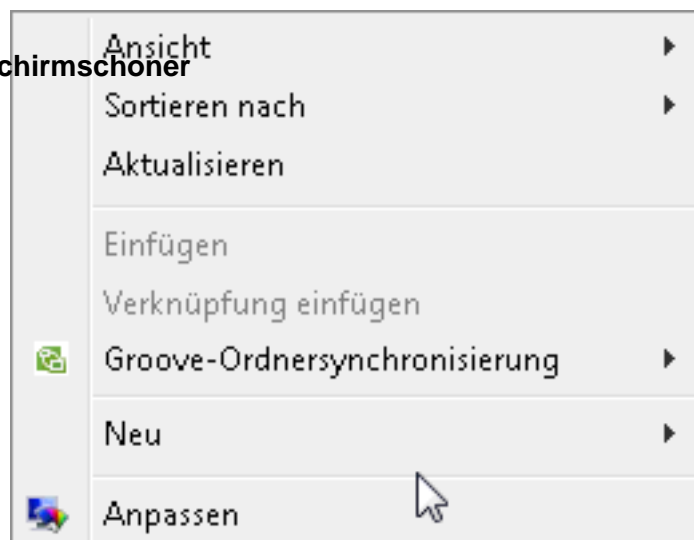 Ansicht
chirmschoner
Sortieren nach
Aktualisieren
Einfügen
Verknüpfung einfügen
Groove-Ordnersynchronisierung
Neu
Anpassen